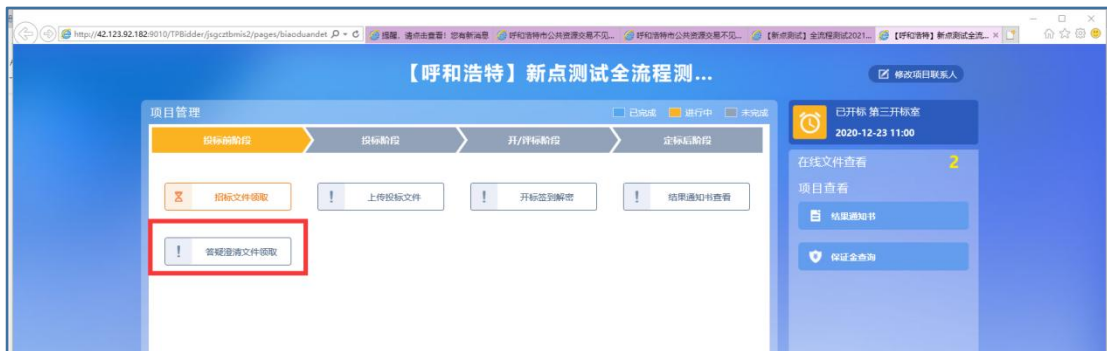 http://42.123.92.182:9010/TPBidder/jsgcztbmis2/pages/biaoduandet
提醒，请点击查看！您有新消息
呼和浩特市公共资源交易不见...
呼和浩特市公共资源交易不见...
【新点测试】全流程测试2021...
【呼和浩特】新点测试全流...
【呼和浩特】新点测试全流程测...
修改项目联系人
项目管理
已完成
进行中
未完成
投标前阶段
投标阶段
开/评标阶段
定标后阶段
招标文件领取
上传投标文件
开标签到解密
结果通知书查看
答疑澄清文件领取
已开标 第三开标室
2020-12-23 11:00
在线文件查看
2
项目查看
结果通知书
保证金查询